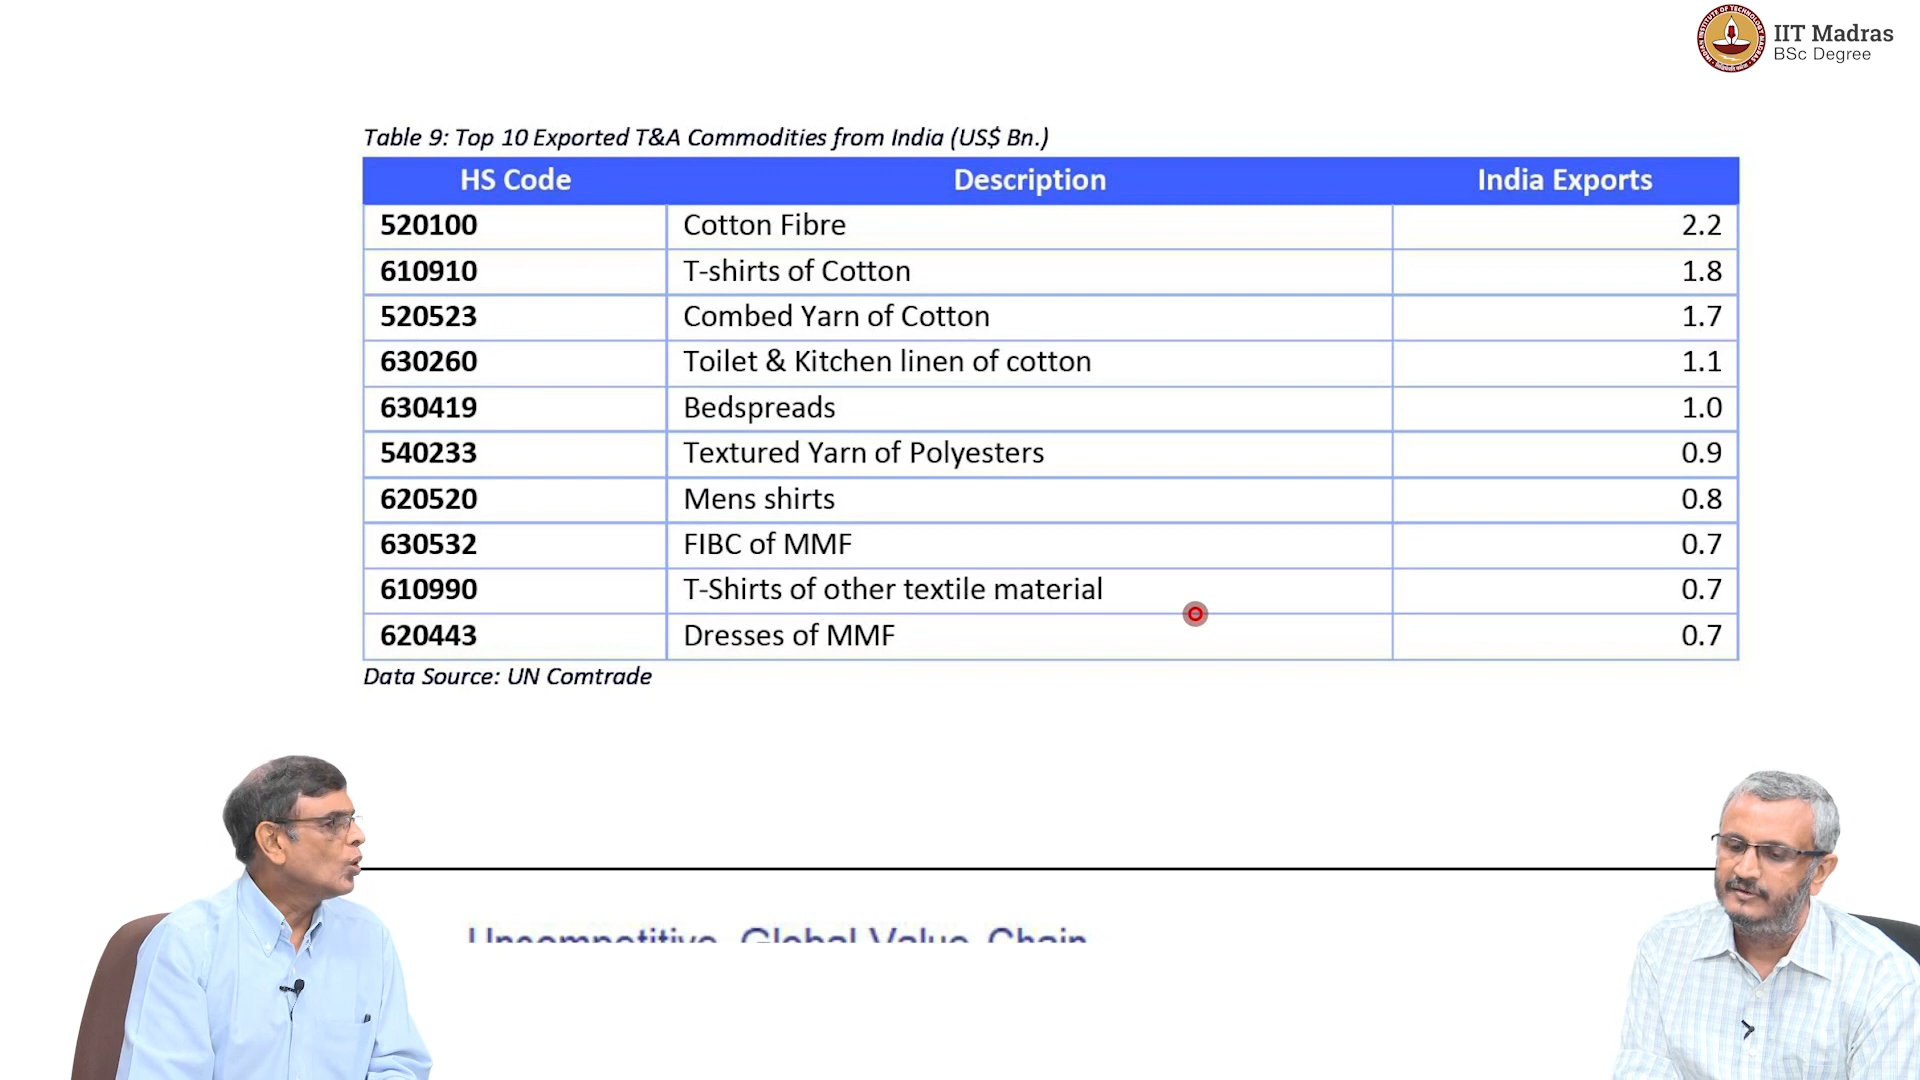 IIT Madras
BSc Degree
Table 9: Top 10 Exported T&A Commodities from India (US$ Bn.)
HS Code Description India Exports
520100 Cotton Fibre 2.2
610910 T-shirts of Cotton 1.8
520523 Combed Yarn of Cotton 1.7
630260 Toilet & Kitchen linen of cotton 1.1
630419 Bedspreads 1.0
540233 Textured Yarn of Polyesters 0.9
620520 Mens shirts 0.8
630532 FIBC of MMF 0.7
610990 T-Shirts of other textile material 0.7
620443 Dresses of MMF 0.7
Data Source: UN Comtrade
Uncompetitive Global Value Chain